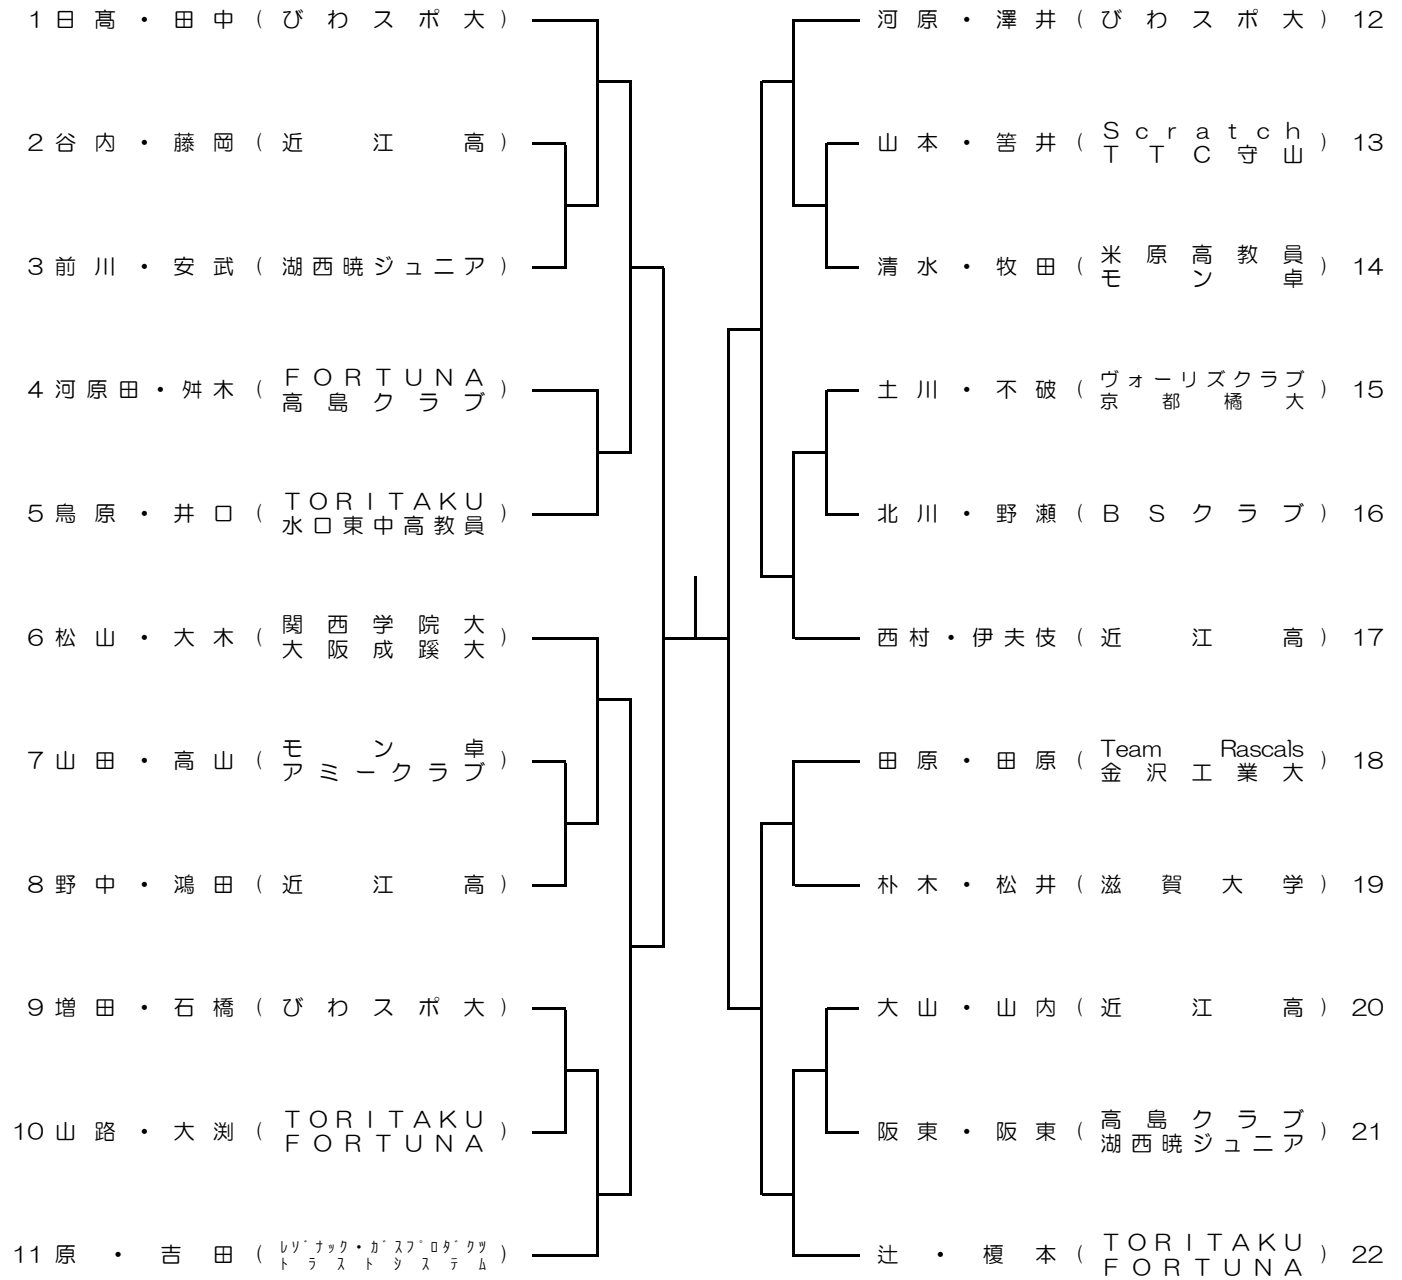 1 日髙・田中 (びわスポ大)
2 谷内・藤岡 (近江高)
3 前川・安武 (湖西暁ジュニア)
4 河原田・舛木 (FORTUNA
高島クラブ)
5 鳥原・井口 (TORITAKU
水口東中高教員)
6 松山・大木 (関西学院大
大阪成蹊大)
7 山田・高山 (モン卓
アミークラブ)
8 野中・鴻田 (近江高)
9 増田・石橋 (びわスポ大)
10 山路・大渕 (TORITAKU
FORTUNA)
11 原・吉田 (ﾚｿﾞﾅｯｸ・ｶﾞｽﾌﾟﾛﾀﾞｸﾂ
ﾄﾗｽﾄｼｽﾃﾑ)
河原・澤井 (びわスポ大) 12
山本・筈井 (Scratch
TTC守山) 13
清水・牧田 (米原高教員
モン卓) 14
土川・不破 (ヴォーリズクラブ
京都橘大) 15
北川・野瀬 (BSクラブ) 16
西村・伊夫伎 (近江高) 17
田原・田原 (Team Rascals
金沢工業大) 18
朴木・松井 (滋賀大学) 19
大山・山内 (近江高) 20
阪東・阪東 (高島クラブ
湖西暁ジュニア) 21
辻・榎本 (TORITAKU
FORTUNA) 22